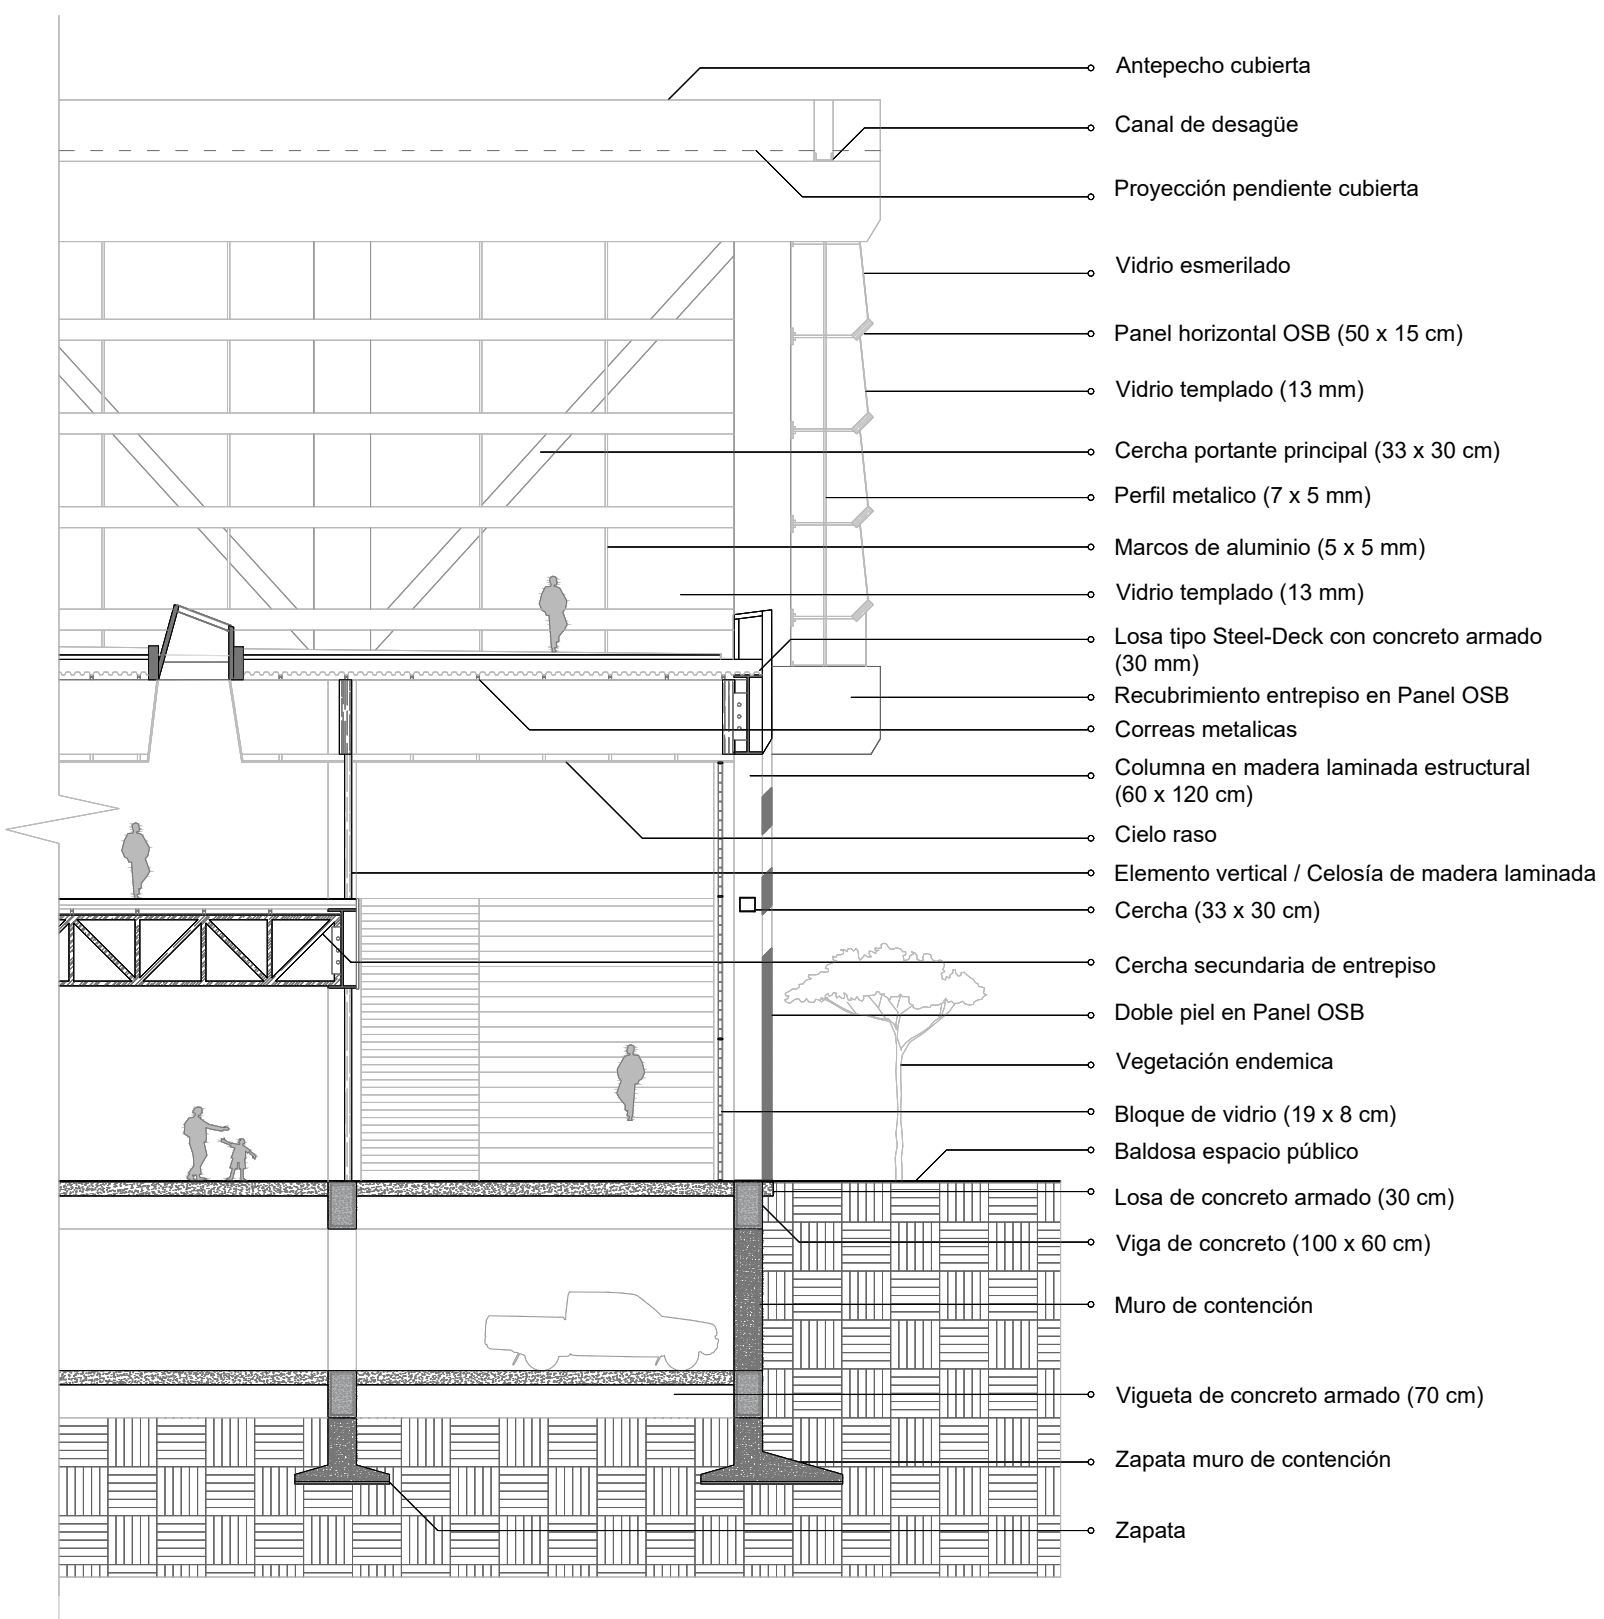 Antepecho cubierta
Canal de desagüe
Proyección pendiente cubierta
Vidrio esmerilado
Panel horizontal OSB (50 x 15 cm)
Vidrio templado (13 mm)
Cercha portante principal (33 x 30 cm)
Perfil metalico (7 x 5 mm)
Marcos de aluminio (5 x 5 mm)
Vidrio templado (13 mm)
Losa tipo Steel-Deck con concreto armado
(30 mm)
Recubrimiento entrepiso en Panel OSB
Correas metalicas
Columna en madera laminada estructural
(60 x 120 cm)
Cielo raso
Elemento vertical / Celosía de madera laminada
Cercha (33 x 30 cm)
Cercha secundaria de entrepiso
Doble piel en Panel OSB
Vegetación endemica
Bloque de vidrio (19 x 8 cm)
Baldosa espacio público
Losa de concreto armado (30 cm)
Viga de concreto (100 x 60 cm)
Muro de contención
Vigueta de concreto armado (70 cm)
Zapata muro de contención
Zapata